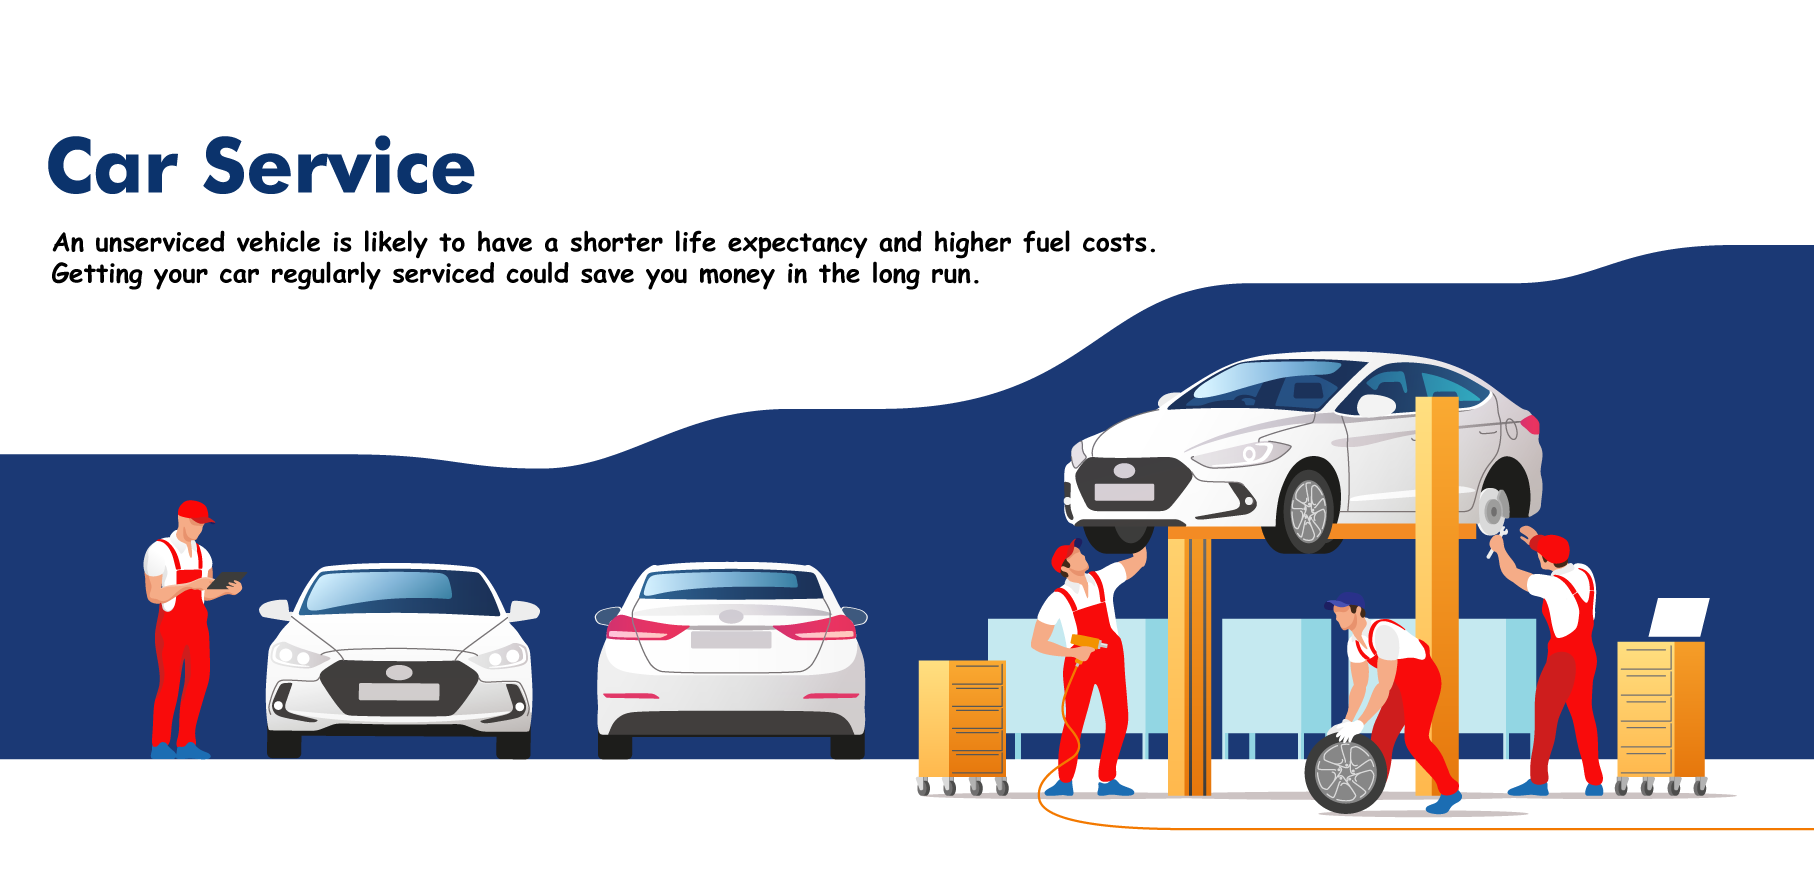 Car Service
An unserviced vehicle is likely to have a shorter life expectancy and higher fuel costs.
Getting your car regularly serviced could save you money in the long run.